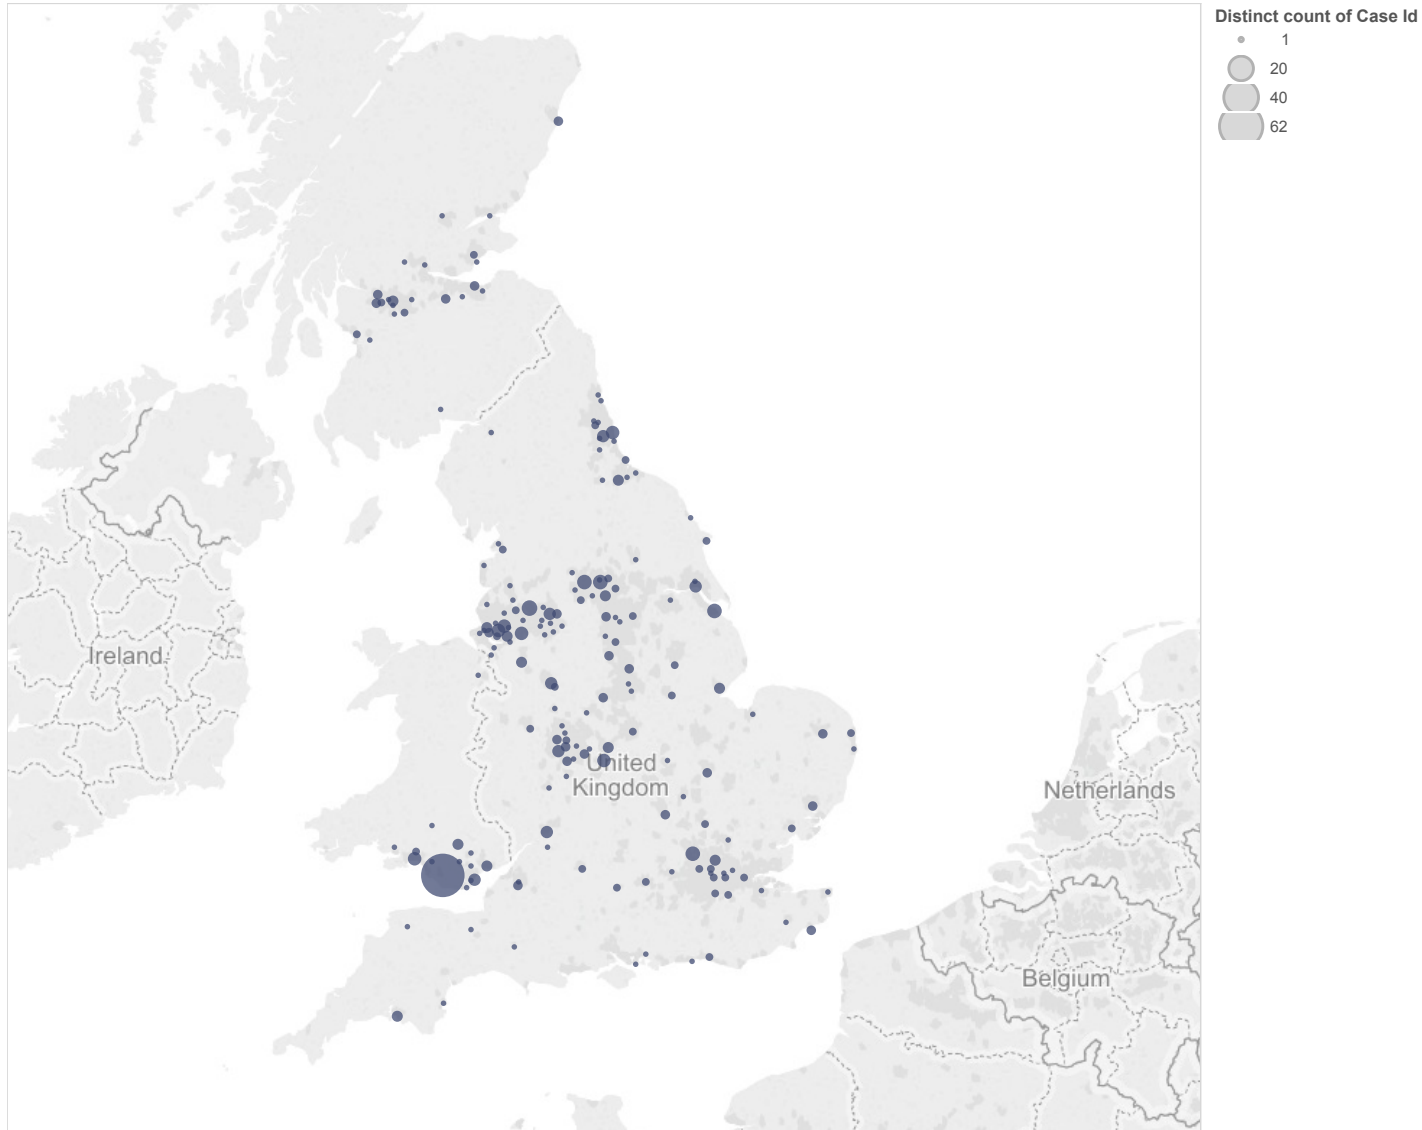 Distinct count of Case Id
1
20
40
62
Ireland
United
Kingdom
Netherlands
Belgium